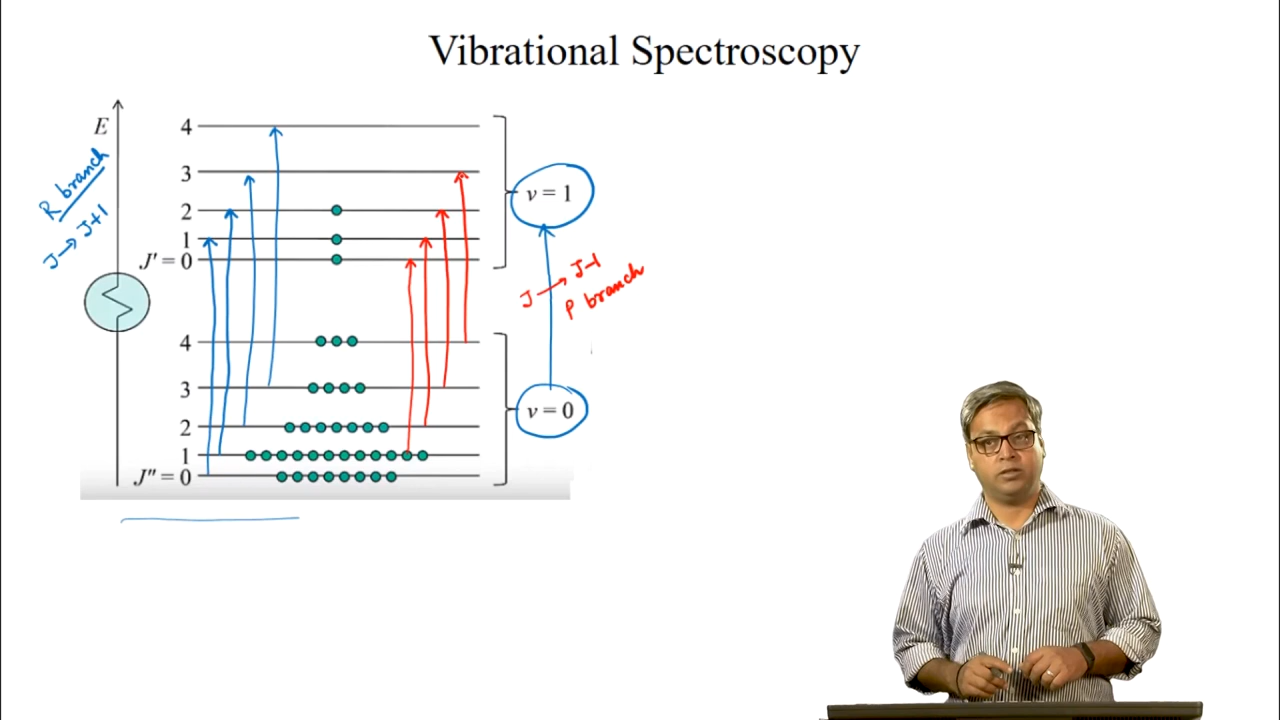 Vibrational Spectroscopy
E
R branch
J → J+1
4
3
2
1
J′ = 0
v = 1
J → J-1
P branch
4
3
2
1
J″ = 0
v = 0